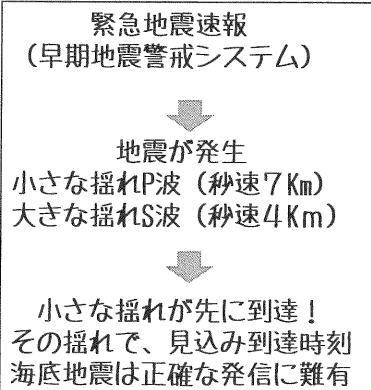 緊急地震速報
（早期地震警戒システム）
地震が発生
小さな揺れP波（秒速7Km）
大きな揺れS波（秒速4Km）
小さな揺れが先に到達！
その揺れで、見込み到達時刻
海底地震は正確な発信に難有